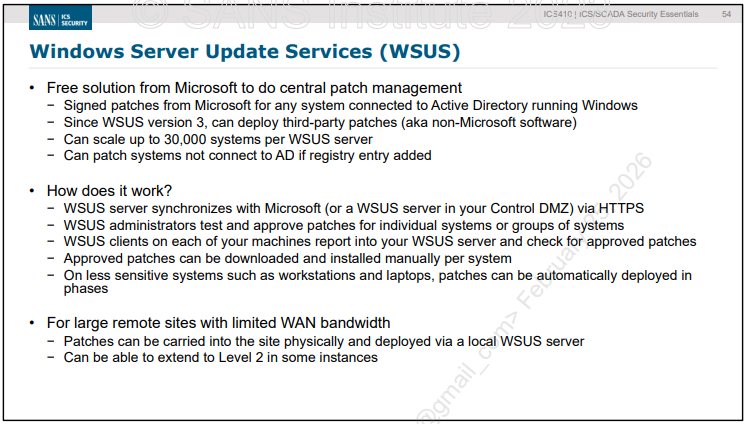 © SANS Institute 2026
SANS ICS SECURITY
ICS410 | ICS/SCADA Security Essentials 54
Windows Server Update Services (WSUS)
• Free solution from Microsoft to do central patch management
− Signed patches from Microsoft for any system connected to Active Directory running Windows
− Since WSUS version 3, can deploy third-party patches (aka non-Microsoft software)
− Can scale up to 30,000 systems per WSUS server
− Can patch systems not connect to AD if registry entry added
• How does it work?
− WSUS server synchronizes with Microsoft (or a WSUS server in your Control DMZ) via HTTPS
− WSUS administrators test and approve patches for individual systems or groups of systems
− WSUS clients on each of your machines report into your WSUS server and check for approved patches
− Approved patches can be downloaded and installed manually per system
− On less sensitive systems such as workstations and laptops, patches can be automatically deployed in
phases
• For large remote sites with limited WAN bandwidth
− Patches can be carried into the site physically and deployed via a local WSUS server
− Can be able to extend to Level 2 in some instances
@gmail_com> February 2026